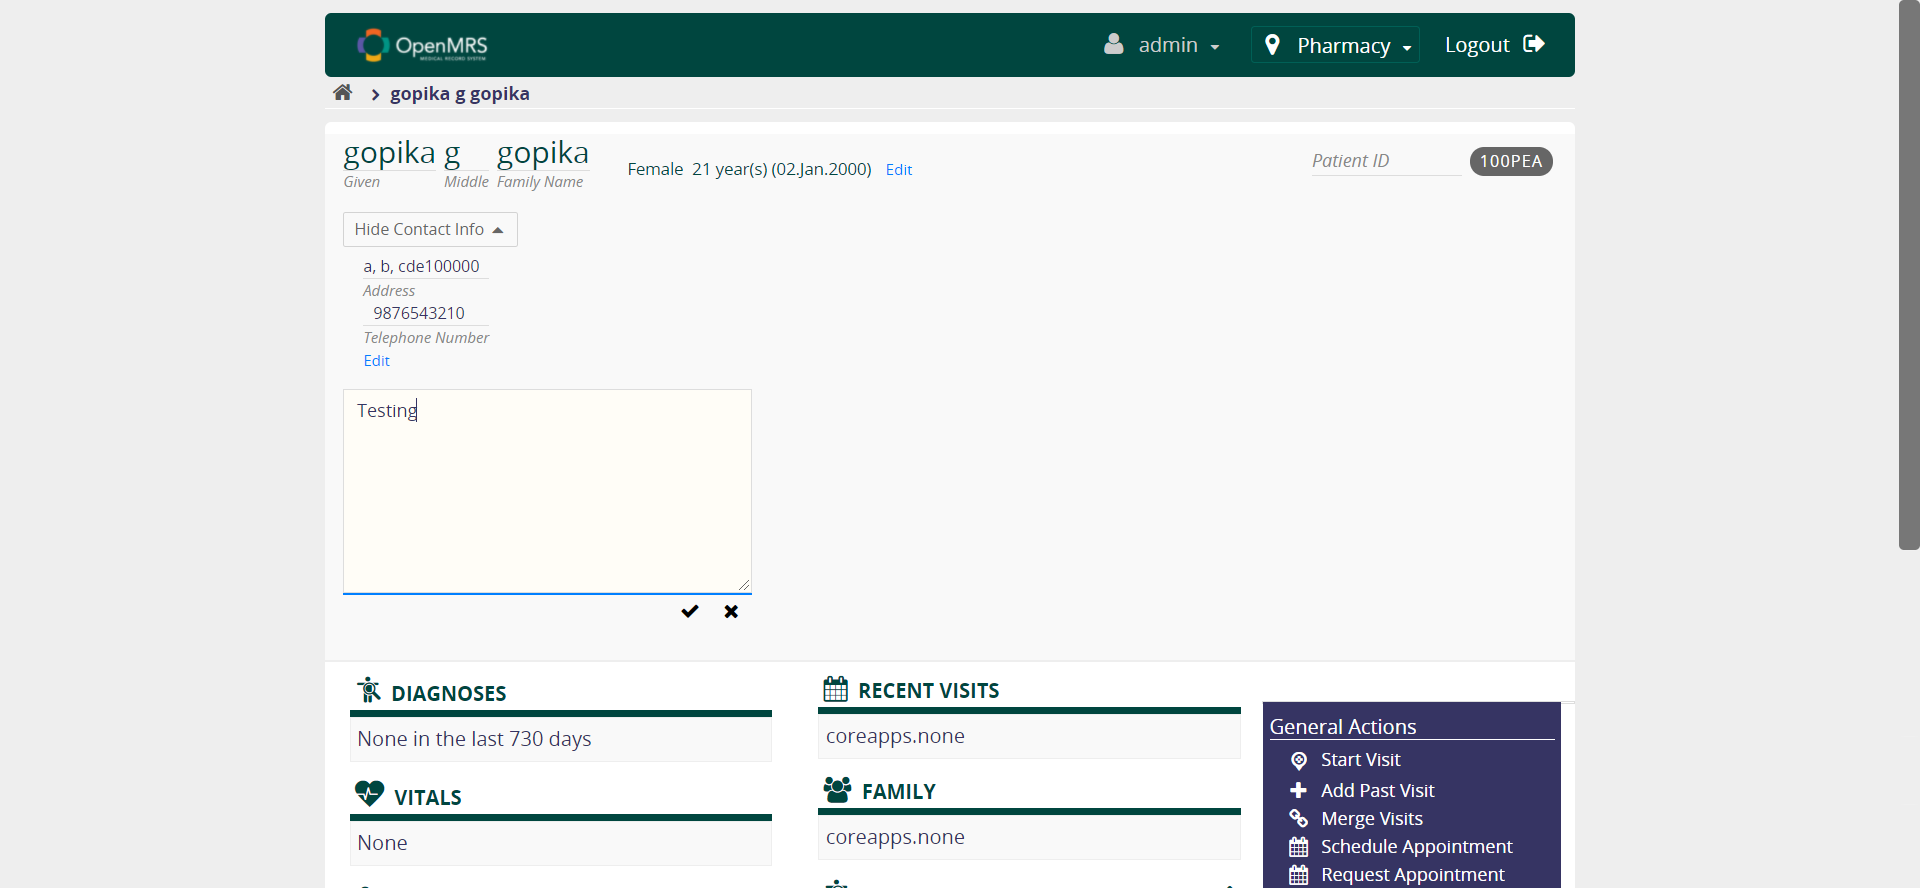 OpenMRS
MEDICAL RECORD SYSTEM
admin
Pharmacy
Logout
gopika g gopika
gopika g gopika
Given Middle Family Name
Female 21 year(s) (02.Jan.2000) Edit
Patient ID 100PEA
Hide Contact Info
a, b, cde100000
Address
9876543210
Telephone Number
Edit
Testing
DIAGNOSES
None in the last 730 days
VITALS
None
RECENT VISITS
coreapps.none
FAMILY
coreapps.none
General Actions
Start Visit
Add Past Visit
Merge Visits
Schedule Appointment
Request Appointment